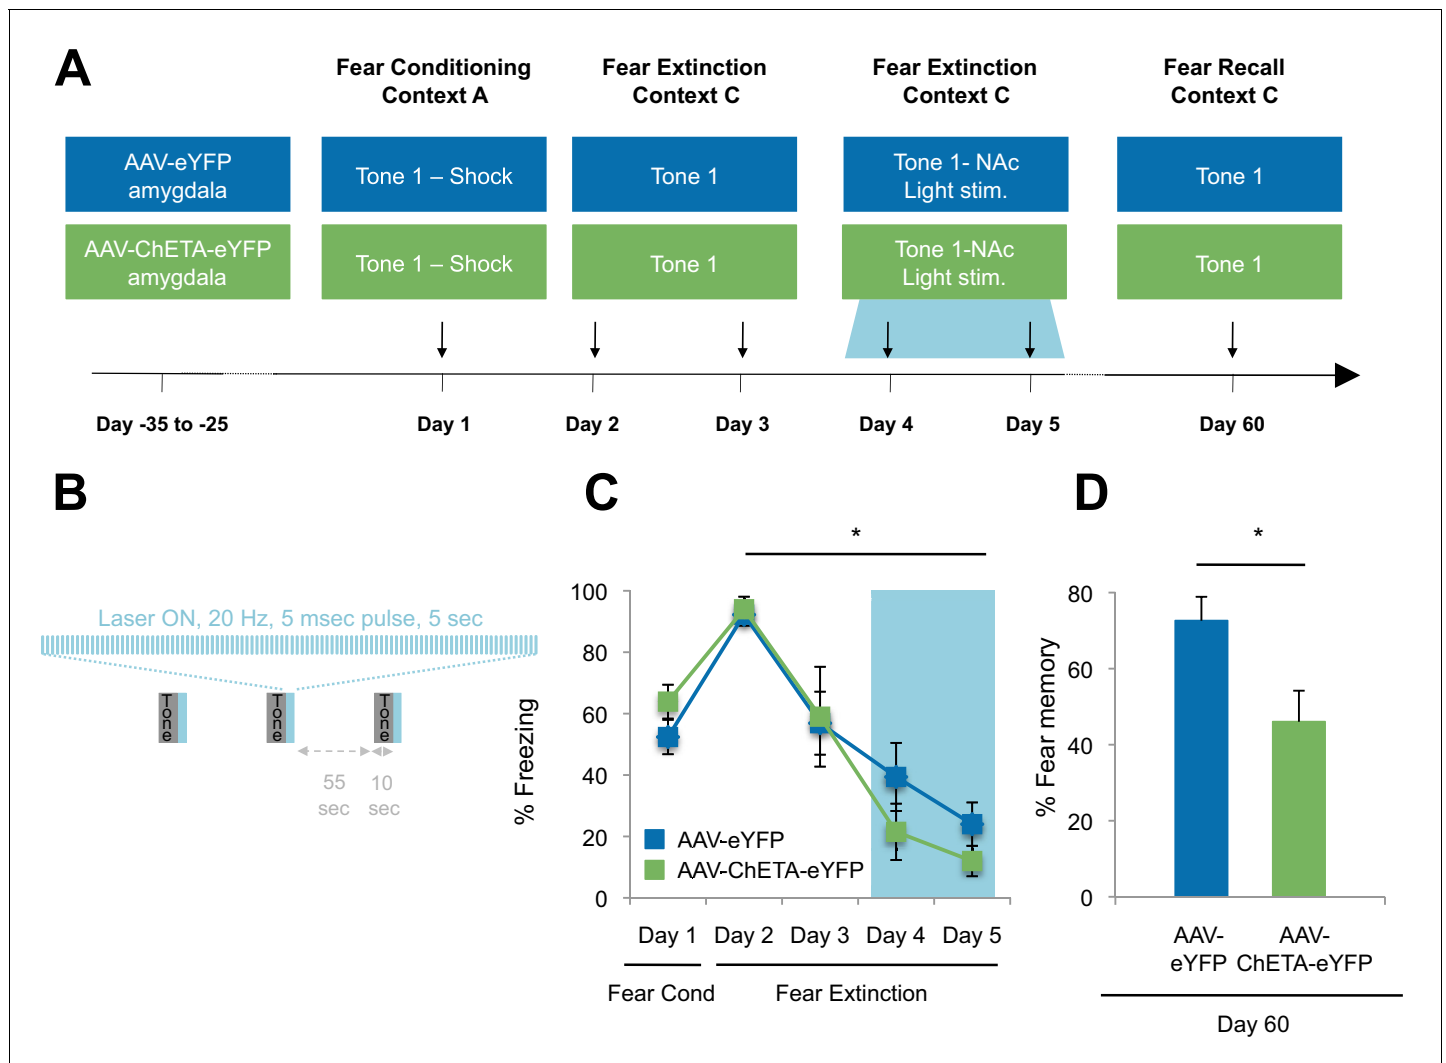 A
Fear Conditioning
Context A
Fear Extinction
Context C
Fear Extinction
Context C
Fear Recall
Context C
AAV-eYFP
amygdala
Tone 1 – Shock
Tone 1
Tone 1- NAc
Light stim.
Tone 1
AAV-ChETA-eYFP
amygdala
Tone 1 – Shock
Tone 1
Tone 1-NAc
Light stim.
Tone 1
Day -35 to -25
Day 1
Day 2
Day 3
Day 4
Day 5
Day 60
B
Laser ON, 20 Hz, 5 msec pulse, 5 sec
Tone
Tone
Tone
55
sec
10
sec
C
*
% Freezing
100
80
60
40
20
0
AAV-eYFP
AAV-ChETA-eYFP
Day 1
Day 2
Day 3
Day 4
Day 5
Fear Cond
Fear Extinction
D
*
% Fear memory
80
60
40
20
0
AAV-
eYFP
AAV-
ChETA-eYFP
Day 60